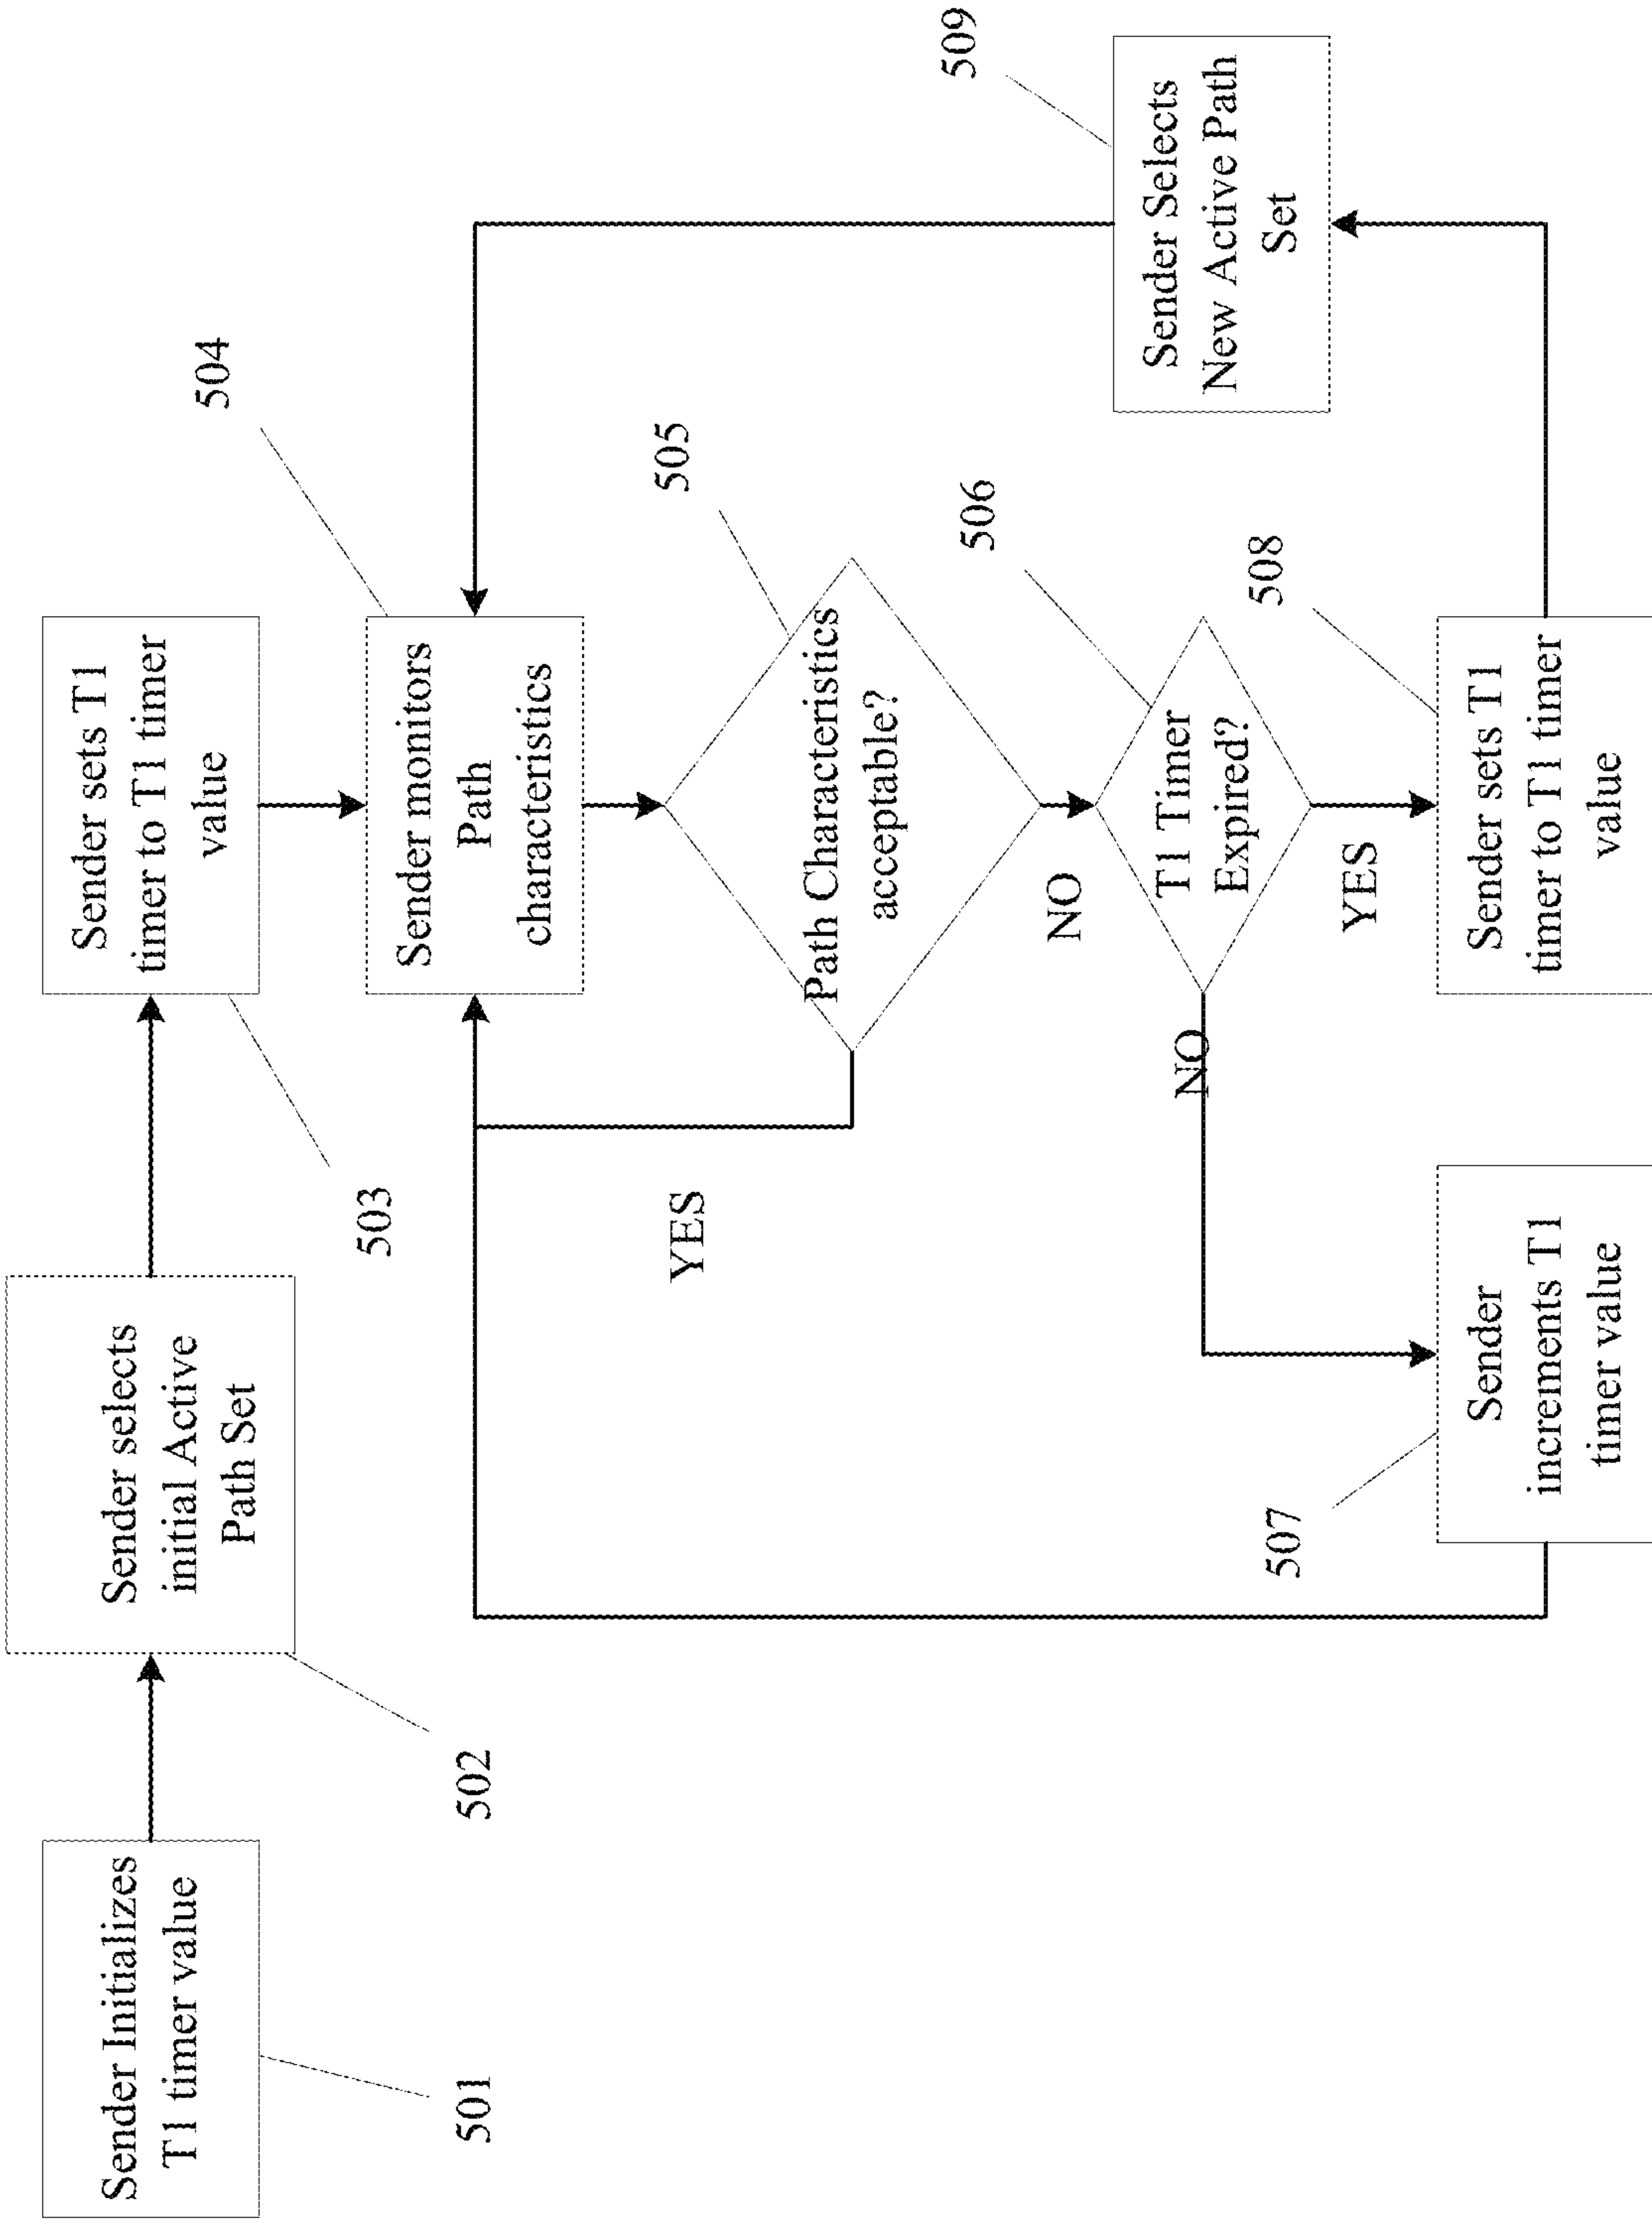 Sender Initializes
T1 timer value
501
Sender selects
initial Active
Path Set
502
Sender sets T1
timer to T1 timer
value
503
Sender monitors
Path
characteristics
504
Path Characteristics
acceptable?
505
YES
NO
T1 Timer
Expired?
506
NO
YES
Sender
increments T1
timer value
507
Sender sets T1
timer to T1 timer
value
508
Sender Selects
New Active Path
Set
509